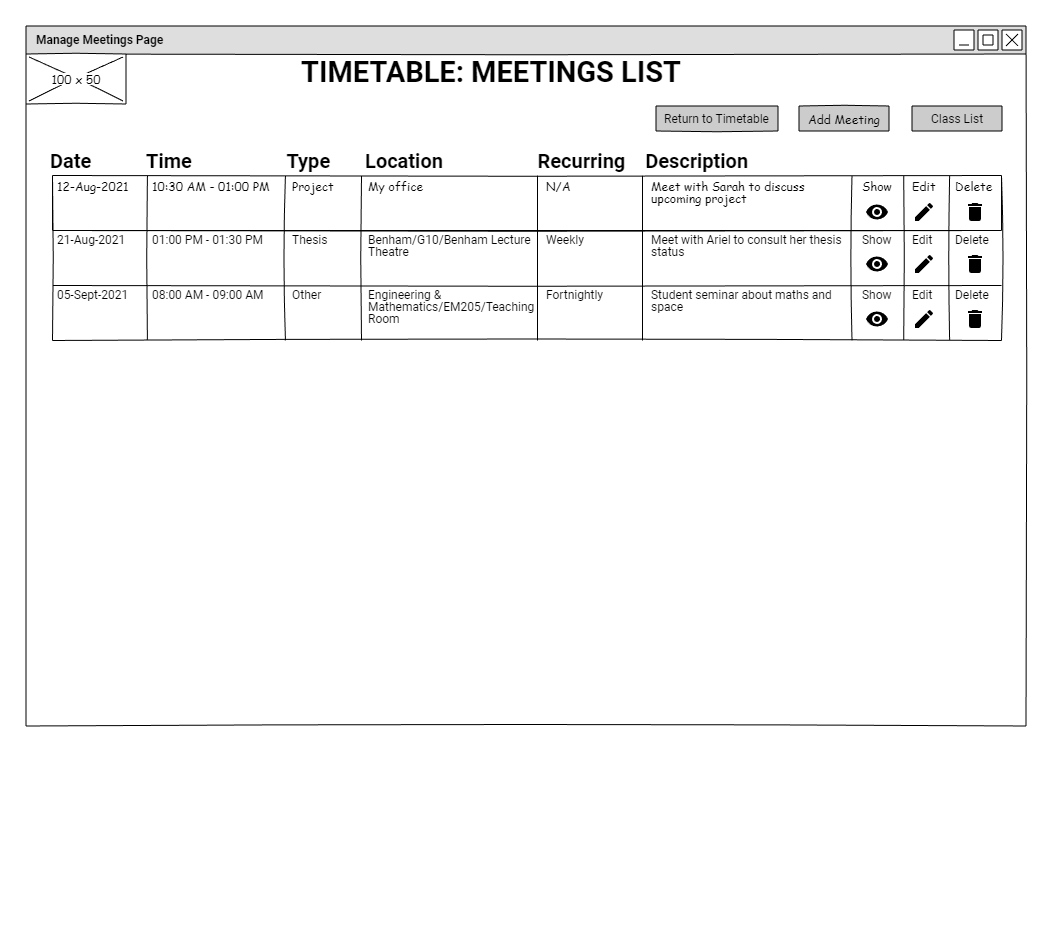 Manage Meetings Page
100 x 50
TIMETABLE: MEETINGS LIST
Return to Timetable Add Meeting Class List
Date Time Type Location Recurring Description
12-Aug-2021 10:30 AM - 01:00 PM Project My office N/A Meet with Sarah to discuss Show Edit Delete
upcoming project
21-Aug-2021 01:00 PM - 01:30 PM Thesis Benham/G10/Benham Lecture Weekly Meet with Ariel to consult her thesis Show Edit Delete
Theatre status
05-Sept-2021 08:00 AM - 09:00 AM Other Engineering & Fortnightly Student seminar about maths and Show Edit Delete
Mathematics/EM205/Teaching space
Room